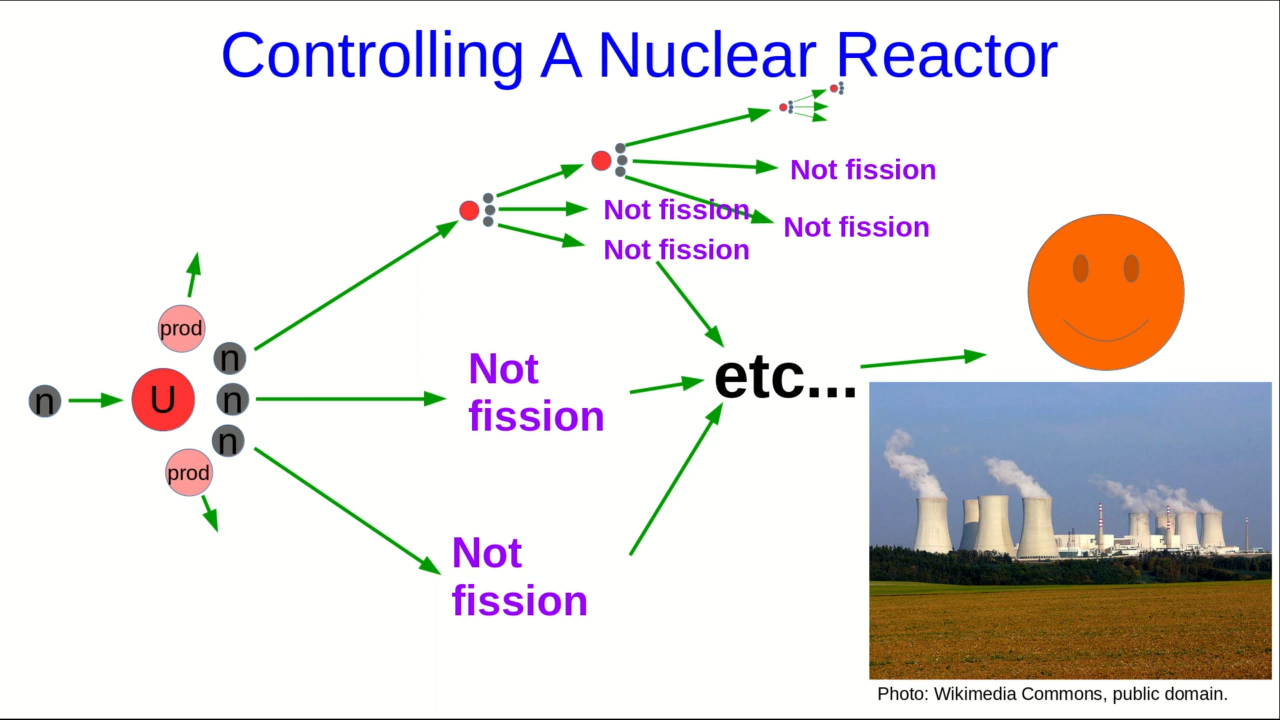 Controlling A Nuclear Reactor
Not fission
Not fission
Not fission
Not fission
prod
n
n
U
n
n
prod
Not
fission
etc...
Not
fission
Photo: Wikimedia Commons, public domain.